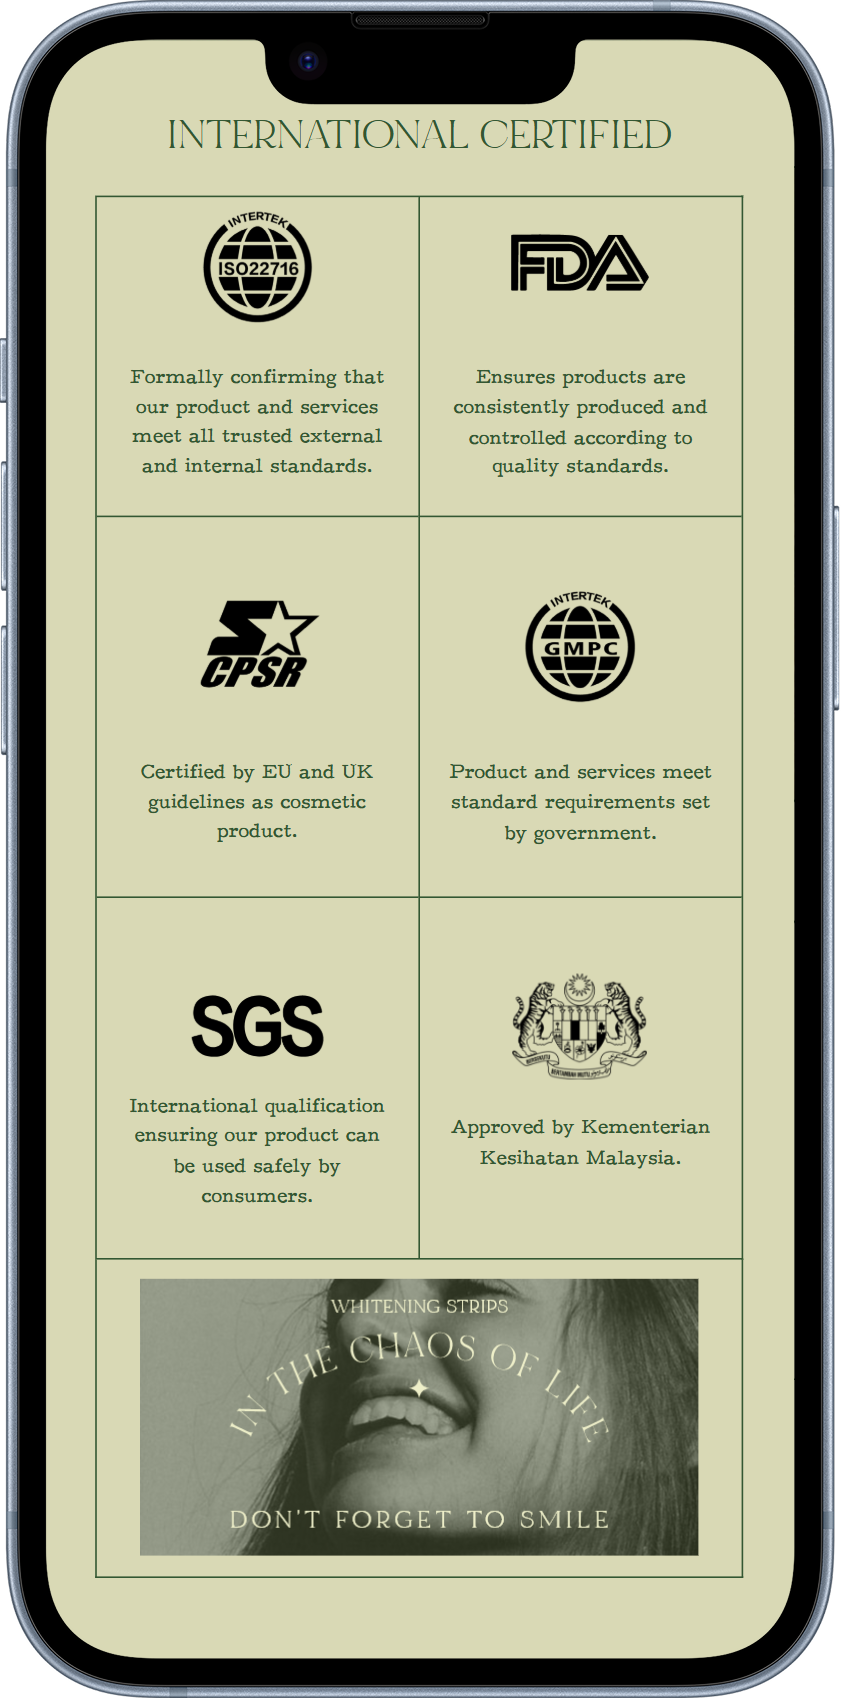 INTERNATIONAL CERTIFIED
INTERTEK
ISO22716
FDA
Formally confirming that
our product and services
meet all trusted external
and internal standards.
Ensures products are
consistently produced and
controlled according to
quality standards.
CPSR
INTERTEK
GMPC
Certified by EU and UK
guidelines as cosmetic
product.
Product and services meet
standard requirements set
by government.
SGS
International qualification
ensuring our product can
be used safely by
consumers.
Approved by Kementerian
Kesihatan Malaysia.
WHITENING STRIPS
IN THE CHAOS OF LIFE
DON'T FORGET TO SMILE